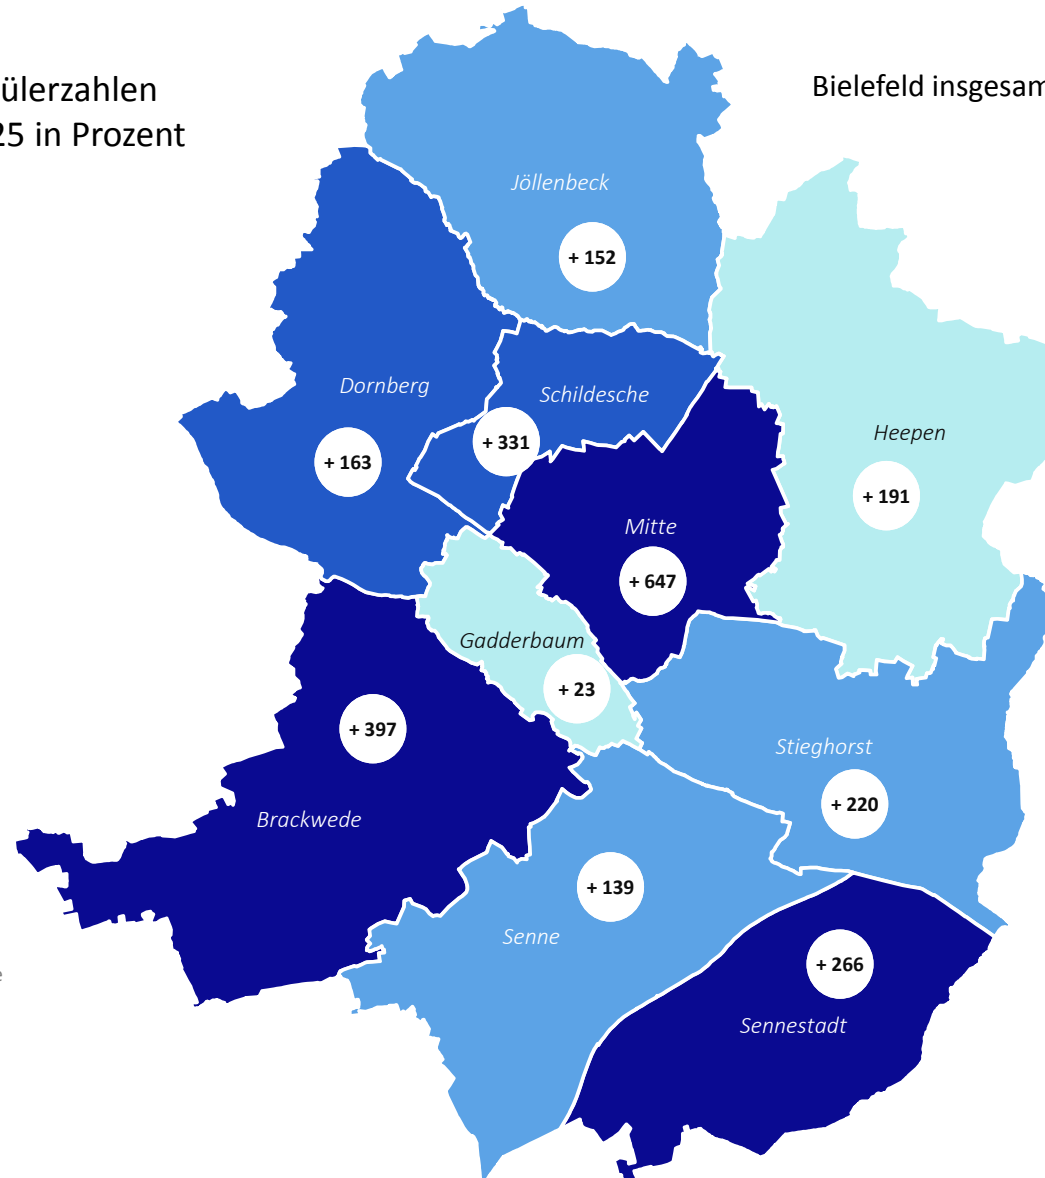 ülerzahlen
25 in Prozent
Bielefeld insgesam
Jöllenbeck
+ 152
Dornberg
+ 163
Schildesche
+ 331
Heepen
+ 191
Mitte
+ 647
Gadderbaum
+ 23
Brackwede
+ 397
Stieghorst
+ 220
Senne
+ 139
Sennestadt
+ 266
e